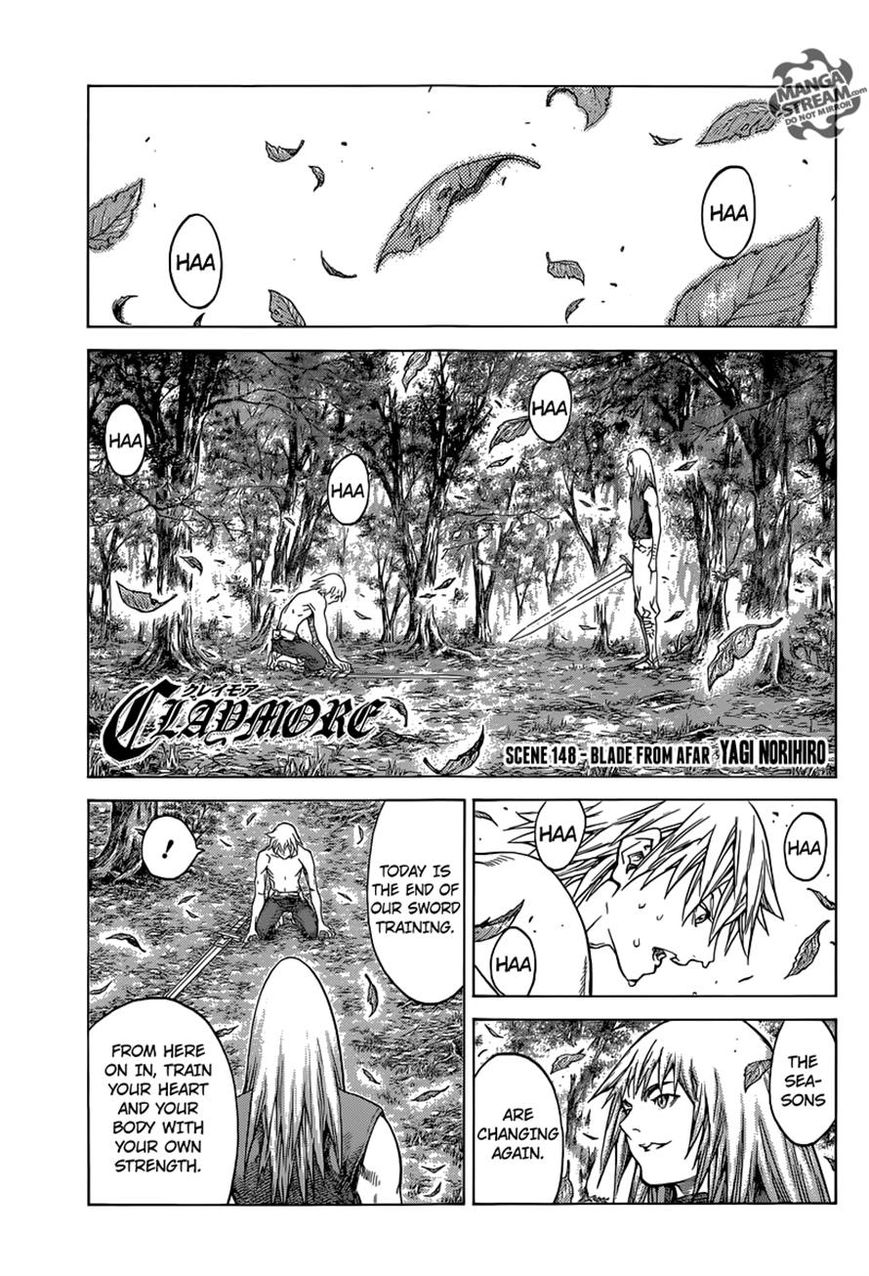 MANGA
STREAM.com
DO NOT MIRROR
HAA
HAA
HAA
HAA
HAA
クレイモア
CLAYMORE
SCENE 148 – BLADE FROM AFAR YAGI NORIHIRO
HAA
HAA
HAA
THE
SEA-
SONS
ARE
CHANGING
AGAIN.
TODAY IS
THE END OF
OUR SWORD
TRAINING.
!
FROM HERE
ON IN, TRAIN
YOUR HEART
AND YOUR
BODY WITH
YOUR OWN
STRENGTH.